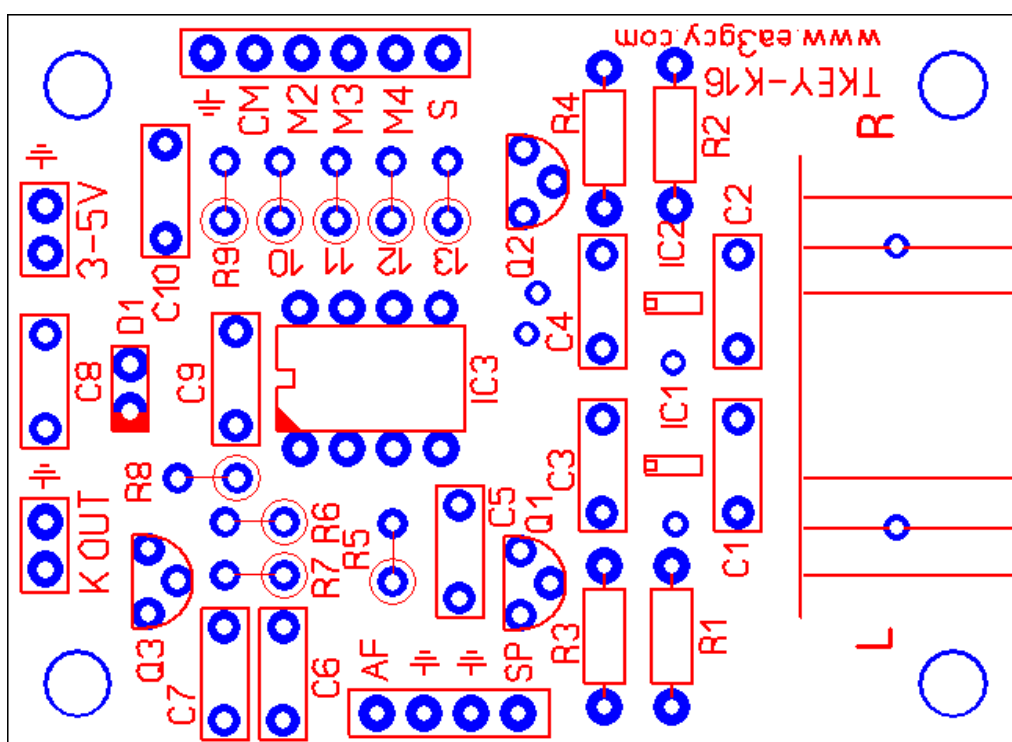 www.ea3gcy.com
TKEY-K16
R
CM
M2
M3
M4
S
R4
R2
3-5V
C10
R9
10
11
12
13
Q2
IC2
C2
D1
C8
C9
IC3
C4
IC1
R8
C3
C5
Q1
K OUT
R6
R5
R7
C1
Q3
AF
SP
R3
R1
L
C7
C6